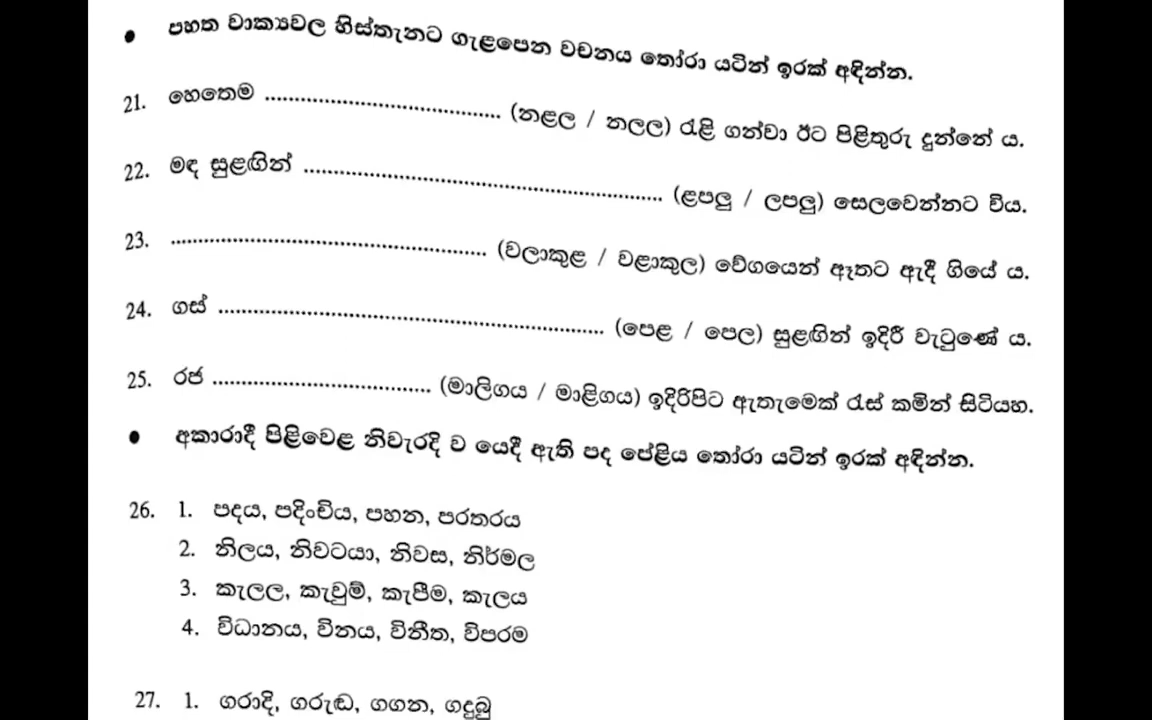 • පහත වාක්‍යවල හිස්තැනට ගැළපෙන වචනය තෝරා යටින් ඉරක් අඳින්න.
21. හෙතෙම ........................................ (නළල / නලල) රැළි ගන්වා ඊට පිළිතුරු දුන්නේ ය.
22. මඳ සුළඟින් ............................................................. (ළපලු / ලපලු) සෙලවෙන්නට විය.
23. ...................................................... (වලාකුළ / වළාකුල) වේගයෙන් ඈතට ඇදී ගියේ ය.
24. ගස් .................................................................. (පෙළ / පෙල) සුළඟින් ඉදිරී වැටුණේ ය.
25. රජ ..................................... (මාලිගය / මාළිගය) ඉදිරිපිට ඇතැමෙක් රැස් කමින් සිටියහ.
• අකාරාදී පිළිවෙළ නිවැරදි ව යෙදී ඇති පද පේළිය තෝරා යටින් ඉරක් අඳින්න.
26. 1. පදය, පදිංචිය, පහන, පරතරය
2. නිලය, නිවටයා, නිවස, නිර්මල
3. කැලල, කැවුම්, කැපීම, කැලය
4. විධානය, විනය, විනීත, විපරම
27. 1. ගරාදි, ගරුඬ, ගගන, ගදුබු